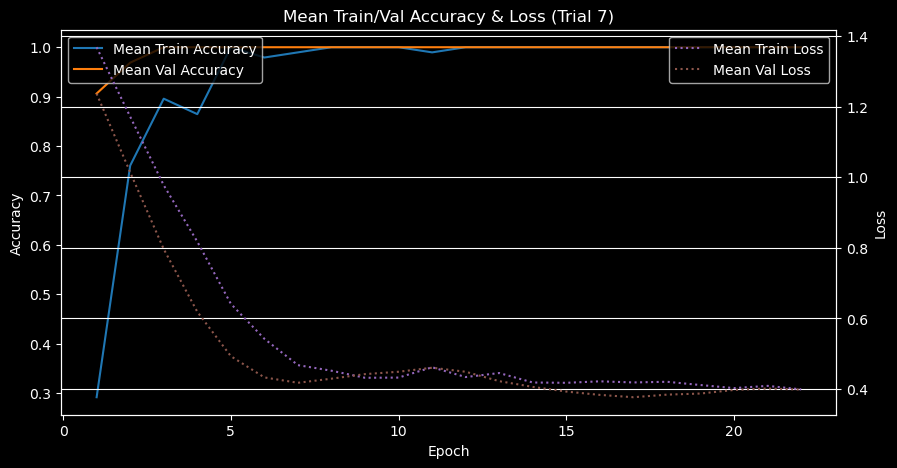 Mean Train/Val Accuracy & Loss (Trial 7)
Mean Train Accuracy
Mean Val Accuracy
Mean Train Loss
Mean Val Loss
Accuracy
1.0
0.9
0.8
0.7
0.6
0.5
0.4
0.3
1.4
1.2
1.0
0.8
0.6
0.4
Loss
0
5
10
15
20
Epoch